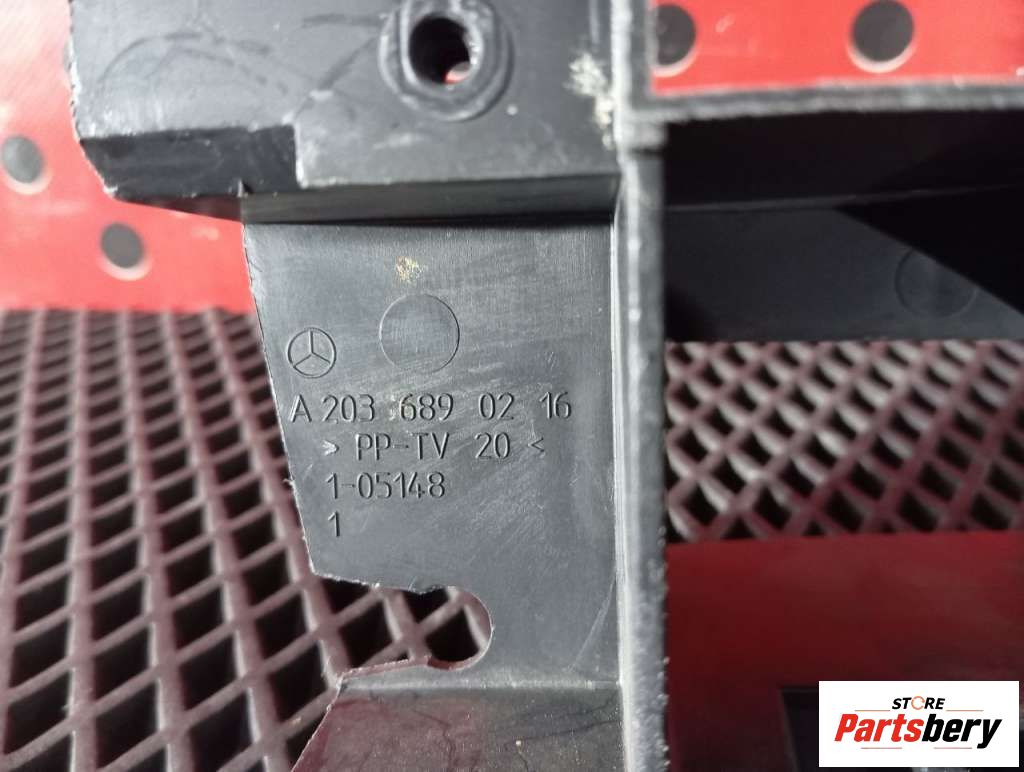 A 203 689 02 16
> PP-TV 20 <
1-05148
1
STORE
Partsbery